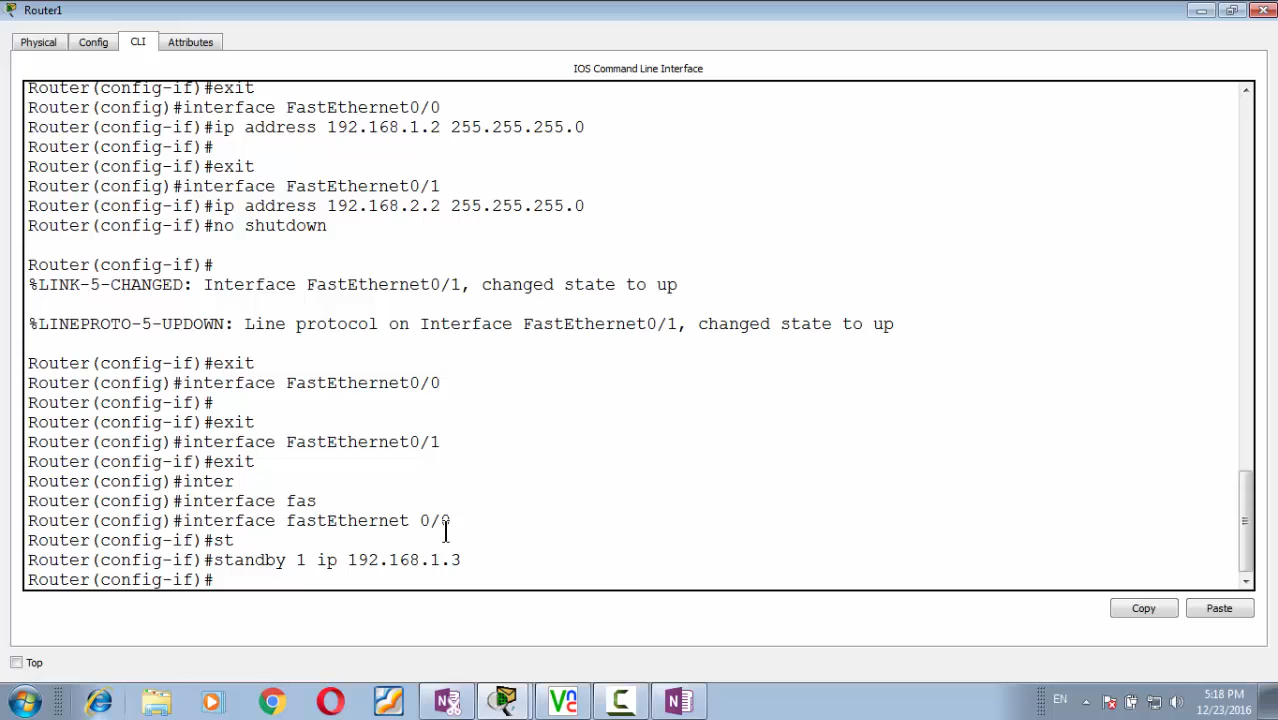 Router1
Physical Config CLI Attributes
IOS Command Line Interface
Router(config-if)#exit
Router(config)#interface FastEthernet0/0
Router(config-if)#ip address 192.168.1.2 255.255.255.0
Router(config-if)#
Router(config-if)#exit
Router(config)#interface FastEthernet0/1
Router(config-if)#ip address 192.168.2.2 255.255.255.0
Router(config-if)#no shutdown
Router(config-if)#
%LINK-5-CHANGED: Interface FastEthernet0/1, changed state to up
%LINEPROTO-5-UPDOWN: Line protocol on Interface FastEthernet0/1, changed state to up
Router(config-if)#exit
Router(config)#interface FastEthernet0/0
Router(config-if)#
Router(config-if)#exit
Router(config)#interface FastEthernet0/1
Router(config-if)#exit
Router(config)#inter
Router(config)#interface fas
Router(config)#interface fastEthernet 0/0
Router(config-if)#st
Router(config-if)#standby 1 ip 192.168.1.3
Router(config-if)#
Copy Paste
Top
EN 5:18 PM
12/23/2016